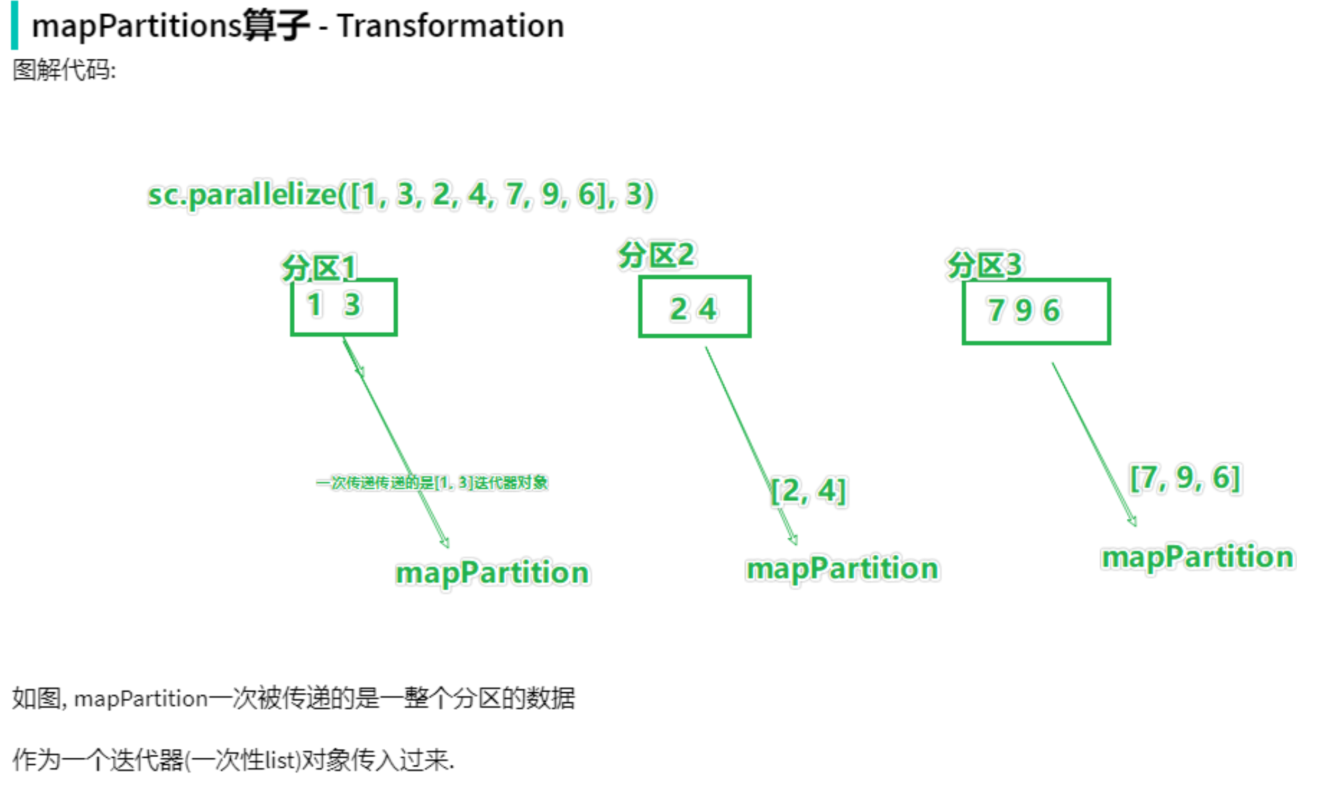 mapPartitions算子 - Transformation
图解代码:
sc.parallelize([1, 3, 2, 4, 7, 9, 6], 3)
分区1
分区2
分区3
1 3
2 4
7 9 6
一次传递传递的是[1, 3]迭代器对象
[2, 4]
[7, 9, 6]
mapPartition
mapPartition
mapPartition
如图, mapPartition一次被传递的是一整个分区的数据
作为一个迭代器(一次性list)对象传入过来.